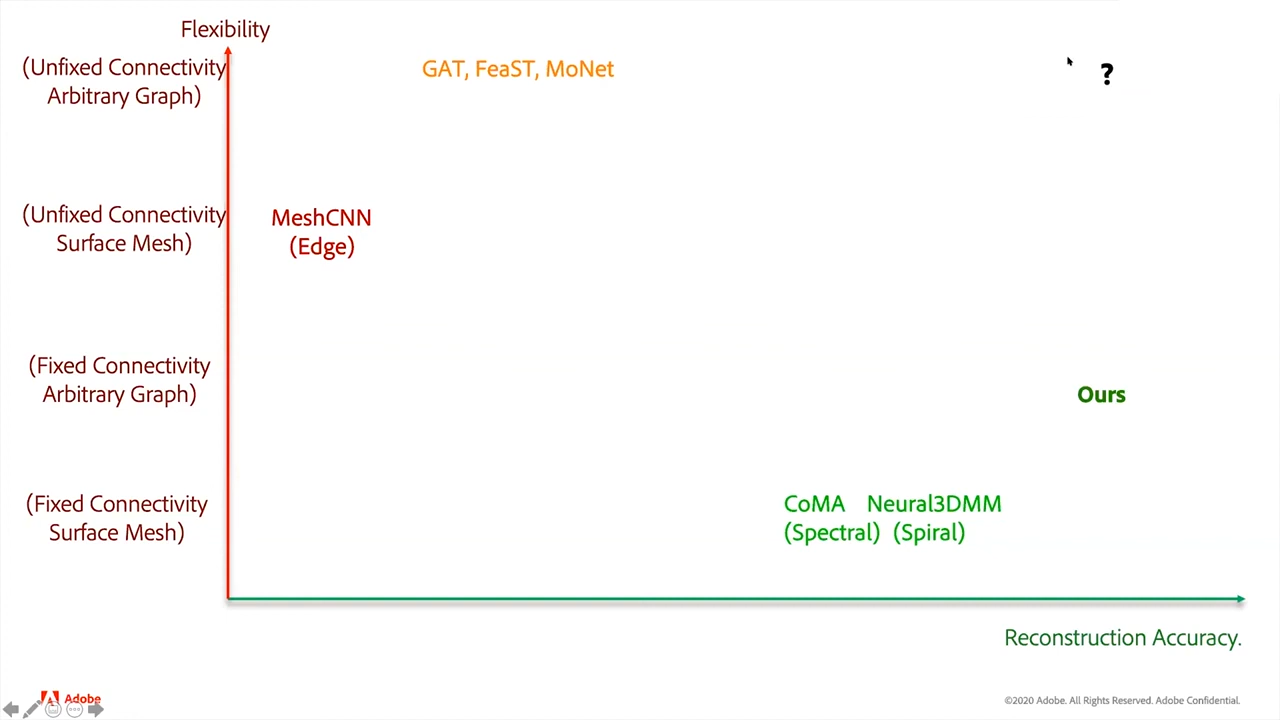 Flexibility
(Unfixed Connectivity
Arbitrary Graph)
GAT, FeaST, MoNet
?
(Unfixed Connectivity
Surface Mesh)
MeshCNN
(Edge)
(Fixed Connectivity
Arbitrary Graph)
Ours
(Fixed Connectivity
Surface Mesh)
CoMA Neural3DMM
(Spectral) (Spiral)
Reconstruction Accuracy.
Adobe
©2020 Adobe. All Rights Reserved. Adobe Confidential.